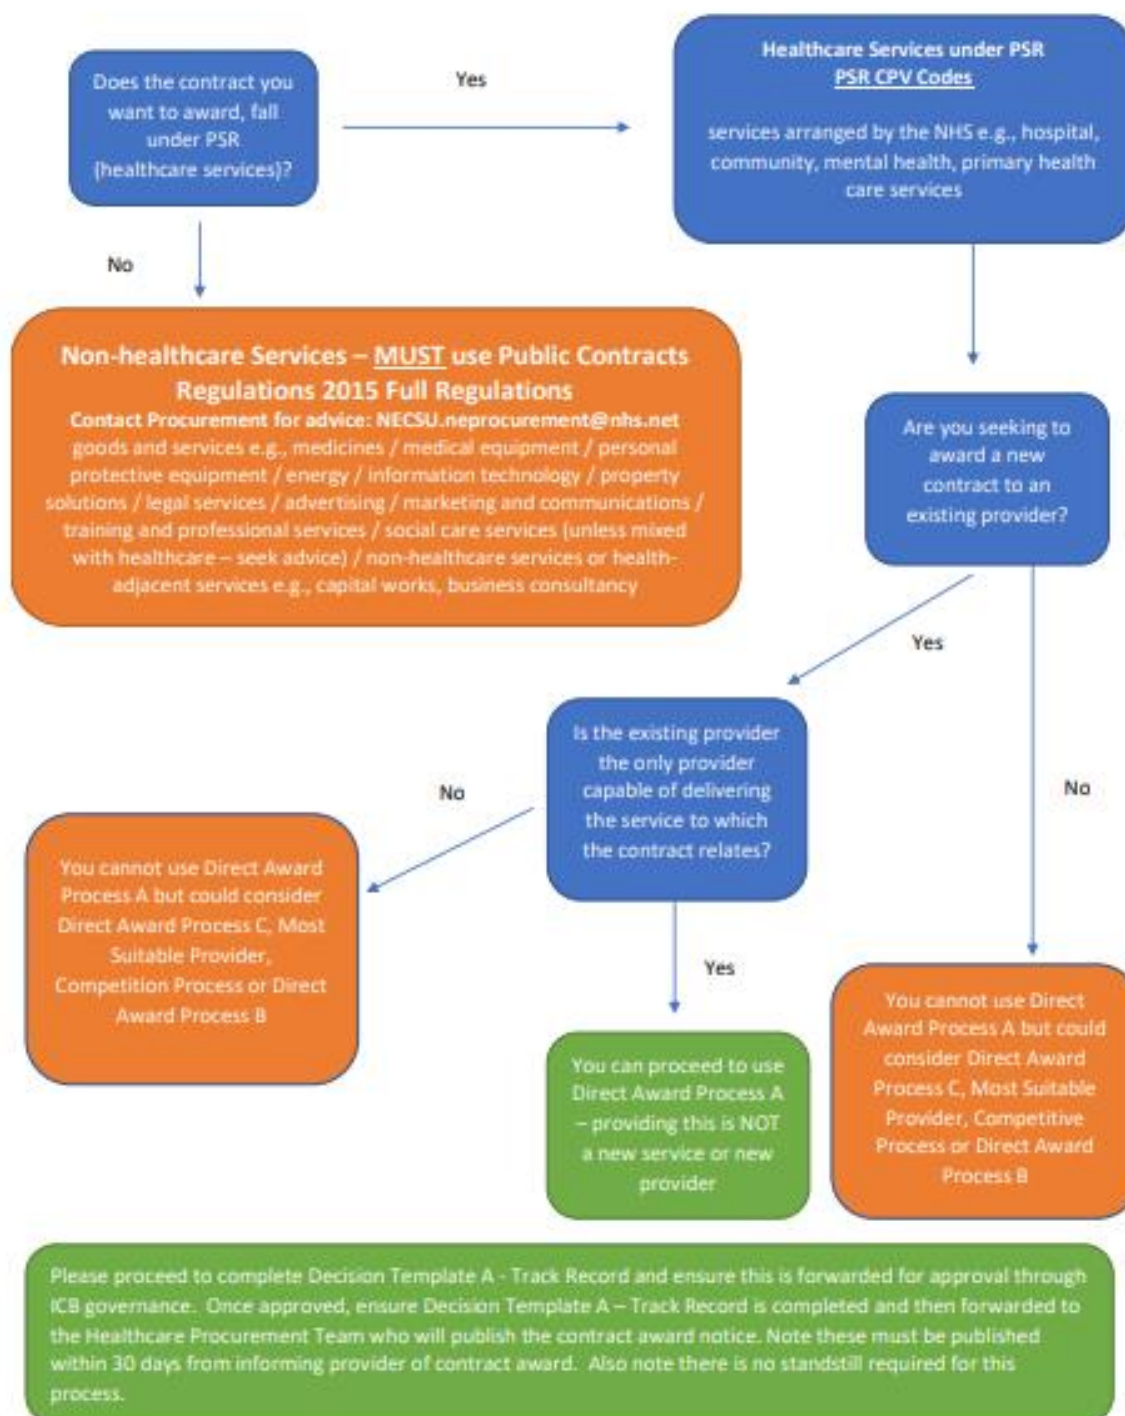 Does the contract you
want to award, fall
under PSR
(healthcare services)?
Yes
Healthcare Services under PSR
PSR CPV Codes
services arranged by the NHS e.g., hospital,
community, mental health, primary health
care services
No
Non-healthcare Services – MUST use Public Contracts
Regulations 2015 Full Regulations
Contact Procurement for advice: NECSU.neprocurement@nhs.net
goods and services e.g., medicines / medical equipment / personal
protective equipment / energy / information technology / property
solutions / legal services / advertising / marketing and communications /
training and professional services / social care services (unless mixed
with healthcare – seek advice) / non-healthcare services or health-
adjacent services e.g., capital works, business consultancy
Are you seeking to
award a new
contract to an
existing provider?
Yes
No
Is the existing provider
the only provider
capable of delivering
the service to which
the contract relates?
No
Yes
You cannot use Direct Award
Process A but could consider
Direct Award Process C, Most
Suitable Provider,
Competition Process or Direct
Award Process B
You can proceed to use
Direct Award Process A
– providing this is NOT
a new service or new
provider
You cannot use Direct
Award Process A but could
consider Direct Award
Process C, Most Suitable
Provider, Competitive
Process or Direct Award
Process B
Please proceed to complete Decision Template A - Track Record and ensure this is forwarded for approval through
ICB governance. Once approved, ensure Decision Template A – Track Record is completed and then forwarded to
the Healthcare Procurement Team who will publish the contract award notice. Note these must be published
within 30 days from informing provider of contract award. Also note there is no standstill required for this
process.